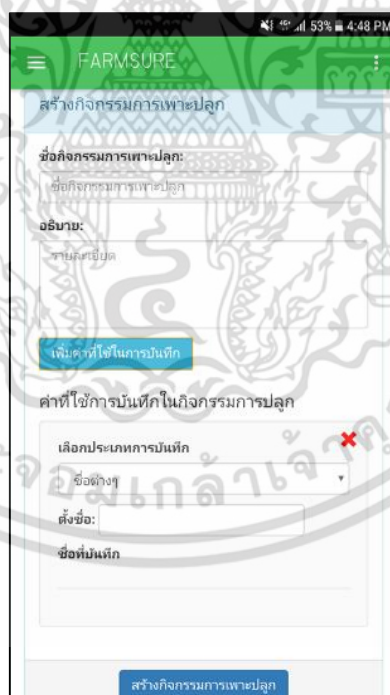 53% 4:48 PM
FARMSURE
สร้างกิจกรรมการเพาะปลูก
ชื่อกิจกรรมการเพาะปลูก:
ชื่อกิจกรรมการเพาะปลูก
อธิบาย:
รายละเอียด
เพิ่มค่าที่ใช้ในการบันทึก
ค่าที่ใช้การบันทึกในกิจกรรมการปลูก
เลือกประเภทการบันทึก
ชื่อต่างๆ
ตั้งชื่อ:
ชื่อที่บันทึก
สร้างกิจกรรมการเพาะปลูก